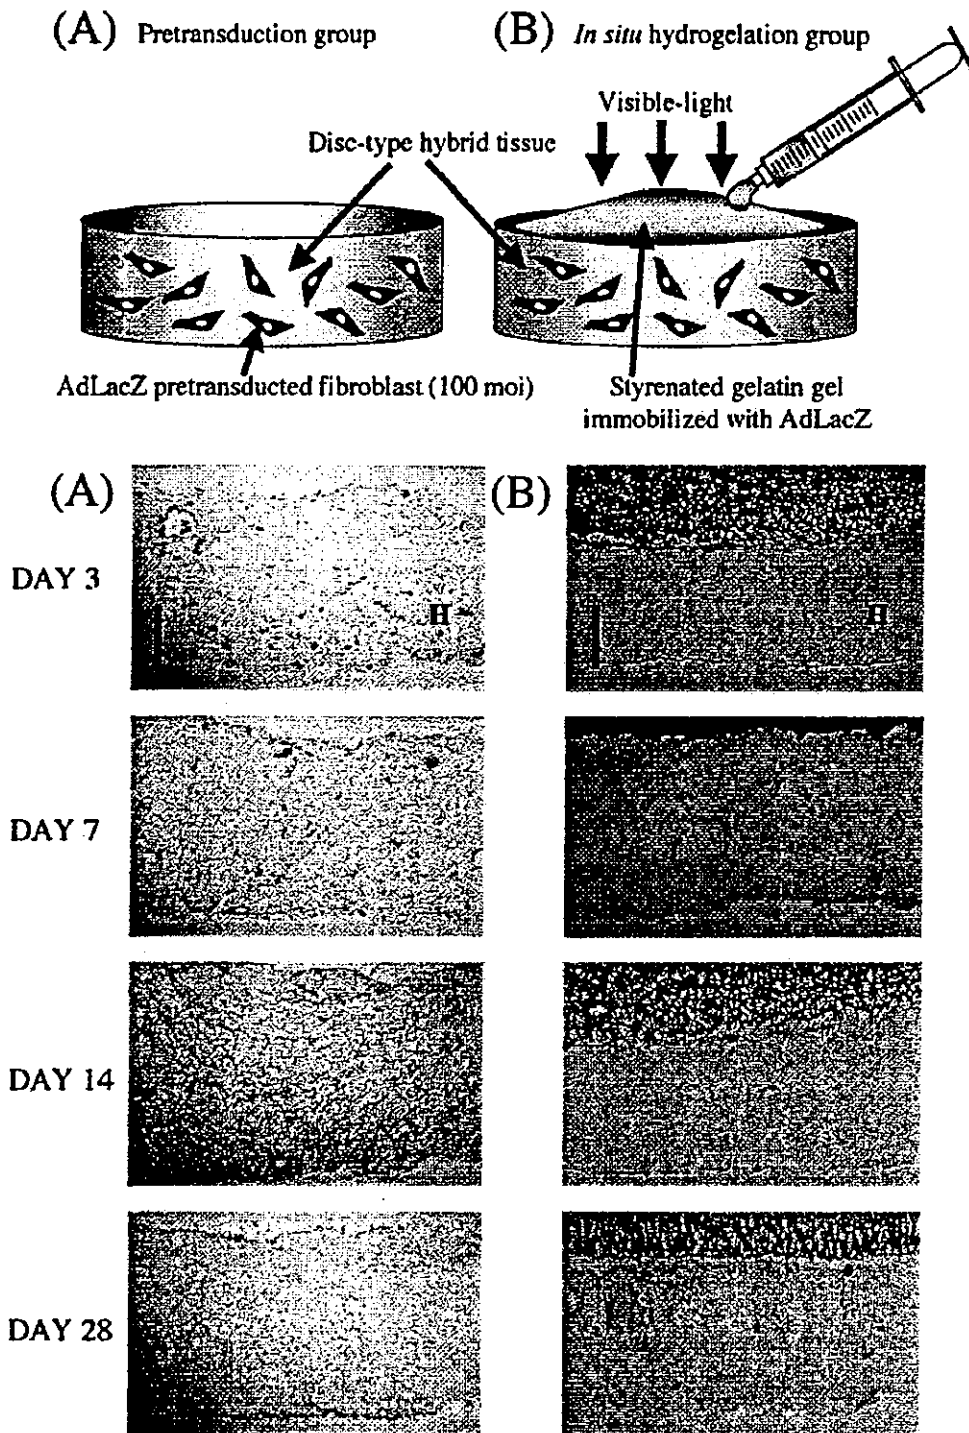 (A) Pretransduction group
(B) In situ hydrogelation group
Visible-light
Disc-type hybrid tissue
AdLacZ pretransducted fibroblast (100 moi)
Styrenated gelatin gel
immobilized with AdLacZ
(A)
(B)
DAY 3
H
H
DAY 7
DAY 14
DAY 28